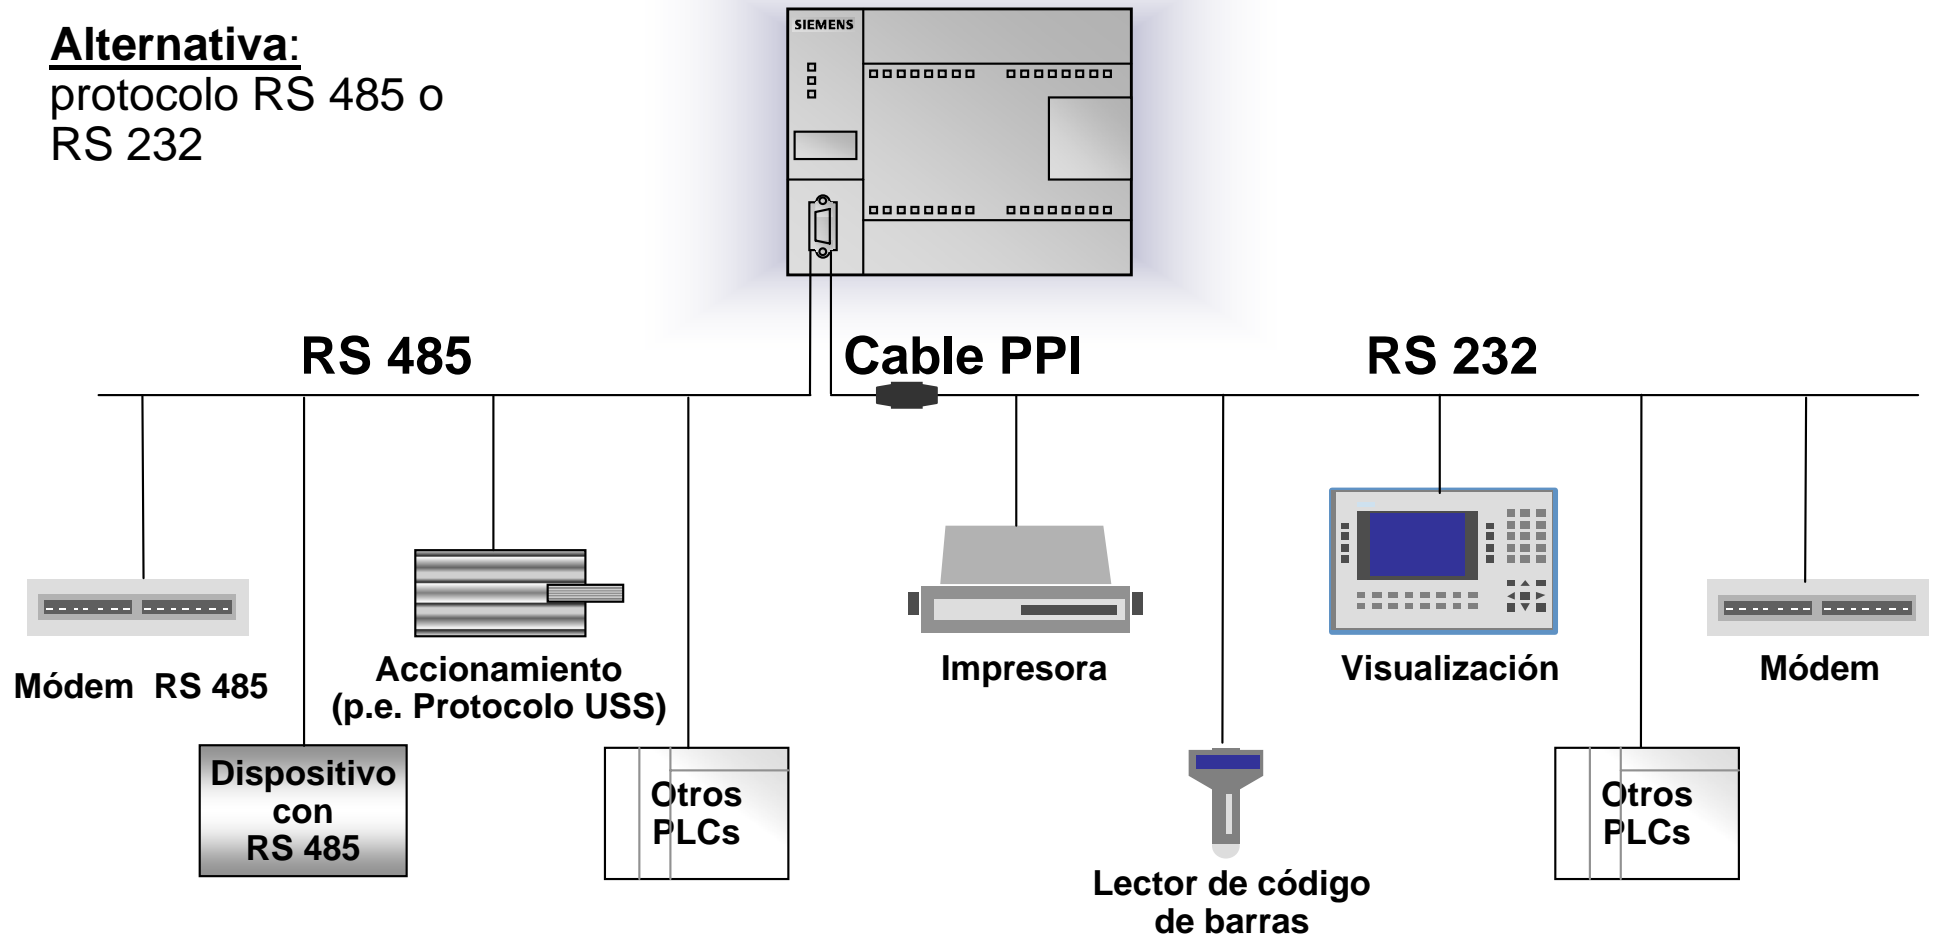 SIEMENS
Alternativa:
protocolo RS 485 o
RS 232
RS 485
Cable PPI
RS 232
Módem RS 485
Accionamiento
(p.e. Protocolo USS)
Impresora
Visualización
Módem
Dispositivo
con
RS 485
Otros
PLCs
Lector de código
de barras
Otros
PLCs